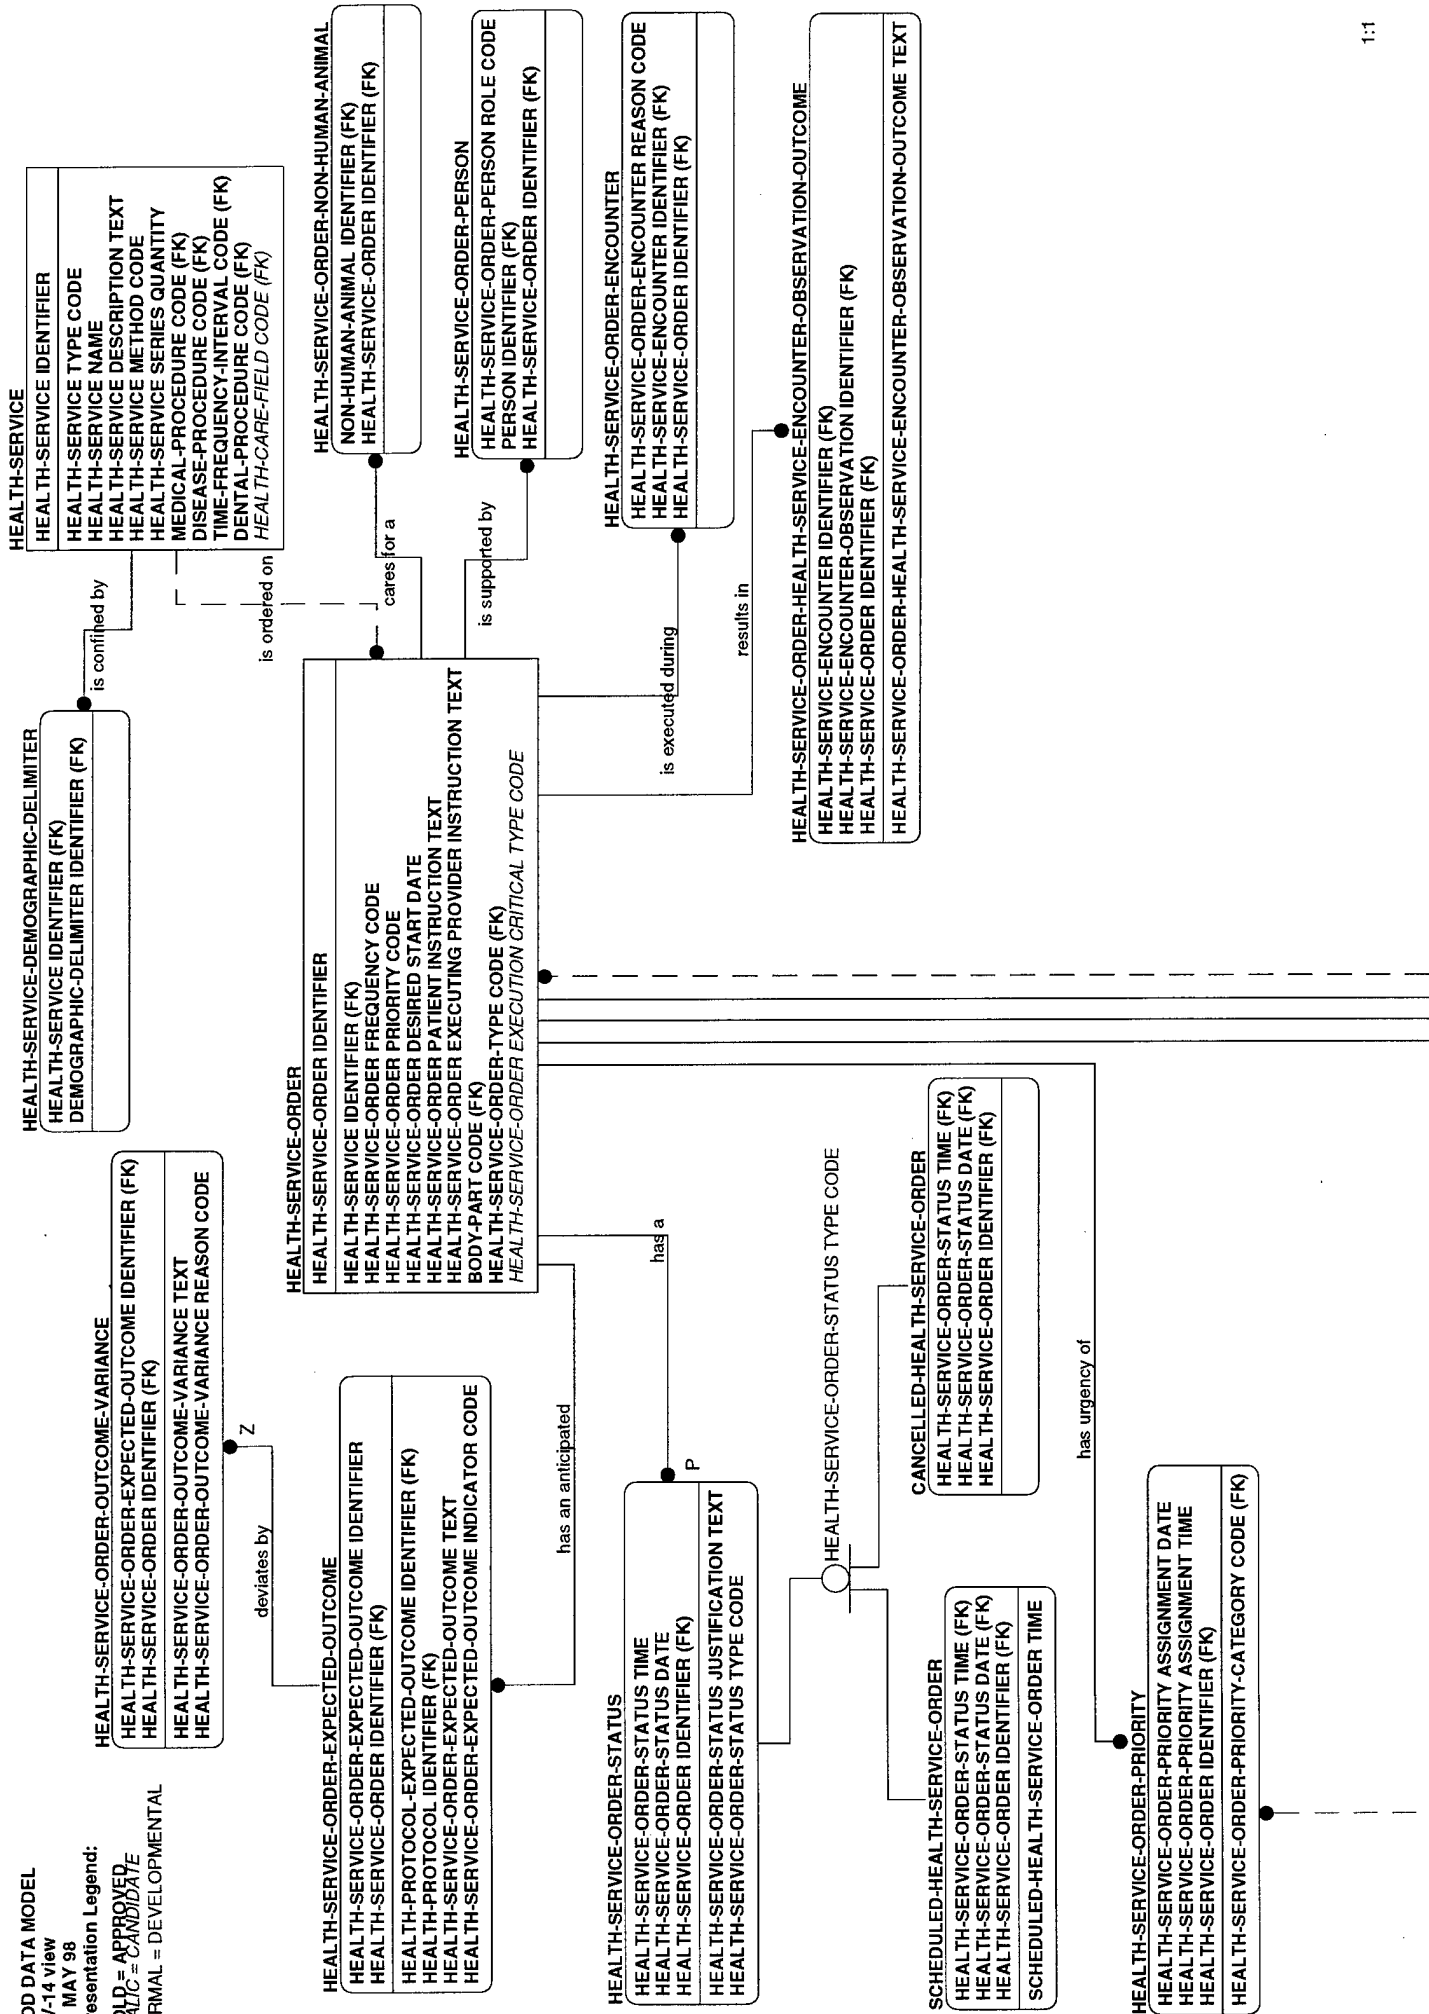 OD DATA MODEL
/-14 view
MAY 98
esentation Legend:
OLD = APPROVED
ALIC = CANDIDATE
RMAL = DEVELOPMENTAL
HEALTH-SERVICE-ORDER-OUTCOME-VARIANCE
HEALTH-SERVICE-ORDER-EXPECTED-OUTCOME IDENTIFIER (FK)
HEALTH-SERVICE-ORDER IDENTIFIER (FK)
HEALTH-SERVICE-ORDER-OUTCOME-VARIANCE TEXT
HEALTH-SERVICE-ORDER-OUTCOME-VARIANCE REASON CODE
Z
deviates by
HEALTH-SERVICE-DEMOGRAPHIC-DELIMITER
HEALTH-SERVICE IDENTIFIER (FK)
DEMOGRAPHIC-DELIMITER IDENTIFIER (FK)
is confined by
HEALTH-SERVICE
HEALTH-SERVICE IDENTIFIER
HEALTH-SERVICE TYPE CODE
HEALTH-SERVICE NAME
HEALTH-SERVICE DESCRIPTION TEXT
HEALTH-SERVICE METHOD CODE
HEALTH-SERVICE SERIES QUANTITY
MEDICAL-PROCEDURE CODE (FK)
DISEASE-PROCEDURE CODE (FK)
TIME-FREQUENCY-INTERVAL CODE (FK)
DENTAL-PROCEDURE CODE (FK)
HEALTH-CARE-FIELD CODE (FK)
is ordered on
HEALTH-SERVICE-ORDER-EXPECTED-OUTCOME
HEALTH-SERVICE-ORDER-EXPECTED-OUTCOME IDENTIFIER
HEALTH-SERVICE-ORDER IDENTIFIER (FK)
HEALTH-PROTOCOL-EXPECTED-OUTCOME IDENTIFIER (FK)
HEALTH-PROTOCOL IDENTIFIER (FK)
HEALTH-SERVICE-ORDER-EXPECTED-OUTCOME TEXT
HEALTH-SERVICE-ORDER-EXPECTED-OUTCOME INDICATOR CODE
has an anticipated
HEALTH-SERVICE-ORDER
HEALTH-SERVICE-ORDER IDENTIFIER
HEALTH-SERVICE IDENTIFIER (FK)
HEALTH-SERVICE-ORDER FREQUENCY CODE
HEALTH-SERVICE-ORDER PRIORITY CODE
HEALTH-SERVICE-ORDER DESIRED START DATE
HEALTH-SERVICE-ORDER PATIENT INSTRUCTION TEXT
HEALTH-SERVICE-ORDER EXECUTING PROVIDER INSTRUCTION TEXT
BODY-PART CODE (FK)
HEALTH-SERVICE-ORDER-TYPE CODE (FK)
HEALTH-SERVICE-ORDER EXECUTION CRITICAL TYPE CODE
cares for a
HEALTH-SERVICE-ORDER-NON-HUMAN-ANIMAL
NON-HUMAN-ANIMAL IDENTIFIER (FK)
HEALTH-SERVICE-ORDER IDENTIFIER (FK)
is supported by
HEALTH-SERVICE-ORDER-PERSON
HEALTH-SERVICE-ORDER-PERSON ROLE CODE
PERSON IDENTIFIER (FK)
HEALTH-SERVICE-ORDER IDENTIFIER (FK)
HEALTH-SERVICE-ORDER-STATUS
HEALTH-SERVICE-ORDER-STATUS TIME
HEALTH-SERVICE-ORDER-STATUS DATE
HEALTH-SERVICE-ORDER IDENTIFIER (FK)
HEALTH-SERVICE-ORDER-STATUS JUSTIFICATION TEXT
HEALTH-SERVICE-ORDER-STATUS TYPE CODE
P
has a
is executed during
HEALTH-SERVICE-ORDER-ENCOUNTER
HEALTH-SERVICE-ORDER-ENCOUNTER REASON CODE
HEALTH-SERVICE-ENCOUNTER IDENTIFIER (FK)
HEALTH-SERVICE-ORDER IDENTIFIER (FK)
results in
HEALTH-SERVICE-ORDER-HEALTH-SERVICE-ENCOUNTER-OBSERVATION-OUTCOME
HEALTH-SERVICE-ENCOUNTER IDENTIFIER (FK)
HEALTH-SERVICE-ENCOUNTER-OBSERVATION IDENTIFIER (FK)
HEALTH-SERVICE-ORDER IDENTIFIER (FK)
HEALTH-SERVICE-ORDER-HEALTH-SERVICE-ENCOUNTER-OBSERVATION-OUTCOME TEXT
HEALTH-SERVICE-ORDER-STATUS TYPE CODE
SCHEDULED-HEALTH-SERVICE-ORDER
HEALTH-SERVICE-ORDER-STATUS TIME (FK)
HEALTH-SERVICE-ORDER-STATUS DATE (FK)
HEALTH-SERVICE-ORDER IDENTIFIER (FK)
SCHEDULED-HEALTH-SERVICE-ORDER TIME
CANCELLED-HEALTH-SERVICE-ORDER
HEALTH-SERVICE-ORDER-STATUS TIME (FK)
HEALTH-SERVICE-ORDER-STATUS DATE (FK)
HEALTH-SERVICE-ORDER IDENTIFIER (FK)
has urgency of
HEALTH-SERVICE-ORDER-PRIORITY
HEALTH-SERVICE-ORDER-PRIORITY ASSIGNMENT DATE
HEALTH-SERVICE-ORDER-PRIORITY ASSIGNMENT TIME
HEALTH-SERVICE-ORDER IDENTIFIER (FK)
HEALTH-SERVICE-ORDER-PRIORITY-CATEGORY CODE (FK)
1:1